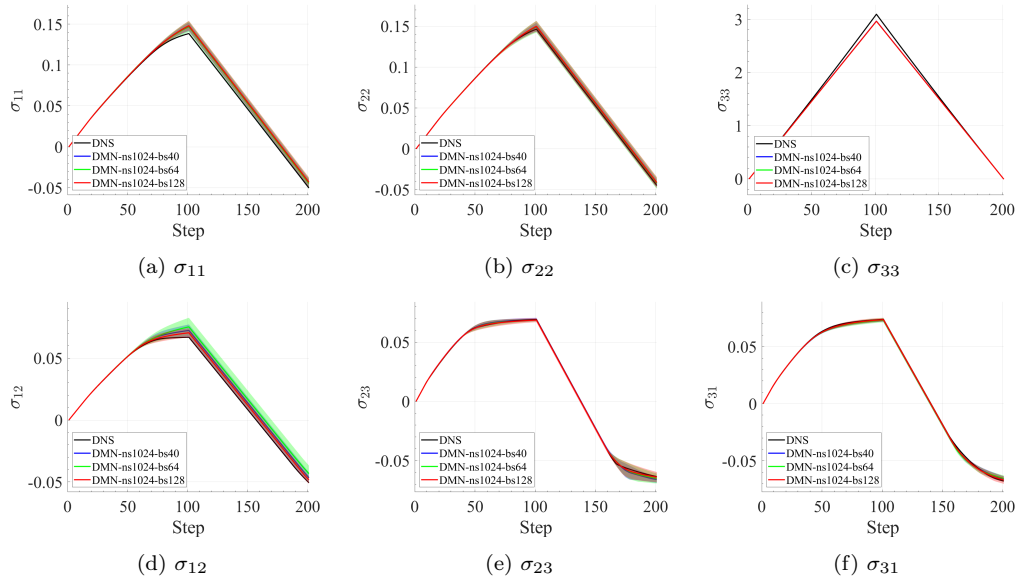 0.15
0.1
0.05
0
-0.05
σ11
DNS
DMN-ns1024-bs40
DMN-ns1024-bs64
DMN-ns1024-bs128
0 50 100 150 200
Step
(a) σ11
0.15
0.1
0.05
0
-0.05
σ22
DNS
DMN-ns1024-bs40
DMN-ns1024-bs64
DMN-ns1024-bs128
0 50 100 150 200
Step
(b) σ22
3
2
1
0
σ33
DNS
DMN-ns1024-bs40
DMN-ns1024-bs64
DMN-ns1024-bs128
0 50 100 150 200
Step
(c) σ33
0.05
0
-0.05
σ12
DNS
DMN-ns1024-bs40
DMN-ns1024-bs64
DMN-ns1024-bs128
0 50 100 150 200
Step
(d) σ12
0.05
0
-0.05
σ23
DNS
DMN-ns1024-bs40
DMN-ns1024-bs64
DMN-ns1024-bs128
0 50 100 150 200
Step
(e) σ23
0.05
0
-0.05
σ31
DNS
DMN-ns1024-bs40
DMN-ns1024-bs64
DMN-ns1024-bs128
0 50 100 150 200
Step
(f) σ31